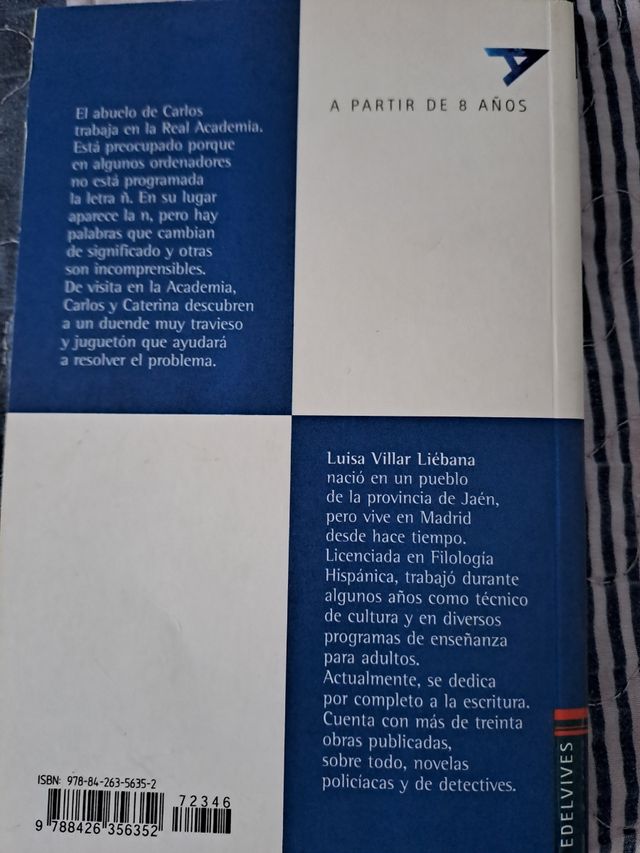 A PARTIR DE 8 AÑOS
El abuelo de Carlos
trabaja en la Real Academia.
Está preocupado porque
en algunos ordenadores
no está programada
la letra ñ. En su lugar
aparece la n, pero hay
palabras que cambian
de significado y otras
son incomprensibles.
De visita en la Academia,
Carlos y Caterina descubren
a un duende muy travieso
y juguetón que ayudará
a resolver el problema.
Luisa Villar Liébana
nació en un pueblo
de la provincia de Jaén,
pero vive en Madrid
desde hace tiempo.
Licenciada en Filología
Hispánica, trabajó durante
algunos años como técnico
de cultura y en diversos
programas de enseñanza
para adultos.
Actualmente, se dedica
por completo a la escritura.
Cuenta con más de treinta
obras publicadas,
sobre todo, novelas
policíacas y de detectives.
ISBN: 978-84-263-5635-2
72346
9 788426 356352
EDELVIVES